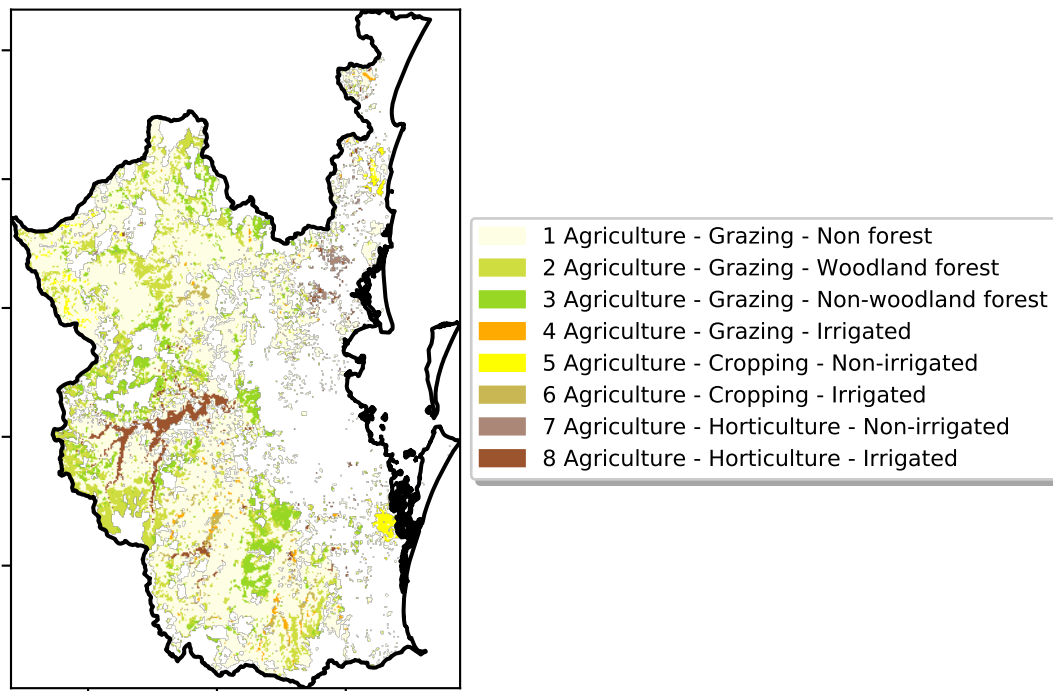 1 Agriculture - Grazing - Non forest
2 Agriculture - Grazing - Woodland forest
3 Agriculture - Grazing - Non-woodland forest
4 Agriculture - Grazing - Irrigated
5 Agriculture - Cropping - Non-irrigated
6 Agriculture - Cropping - Irrigated
7 Agriculture - Horticulture - Non-irrigated
8 Agriculture - Horticulture - Irrigated